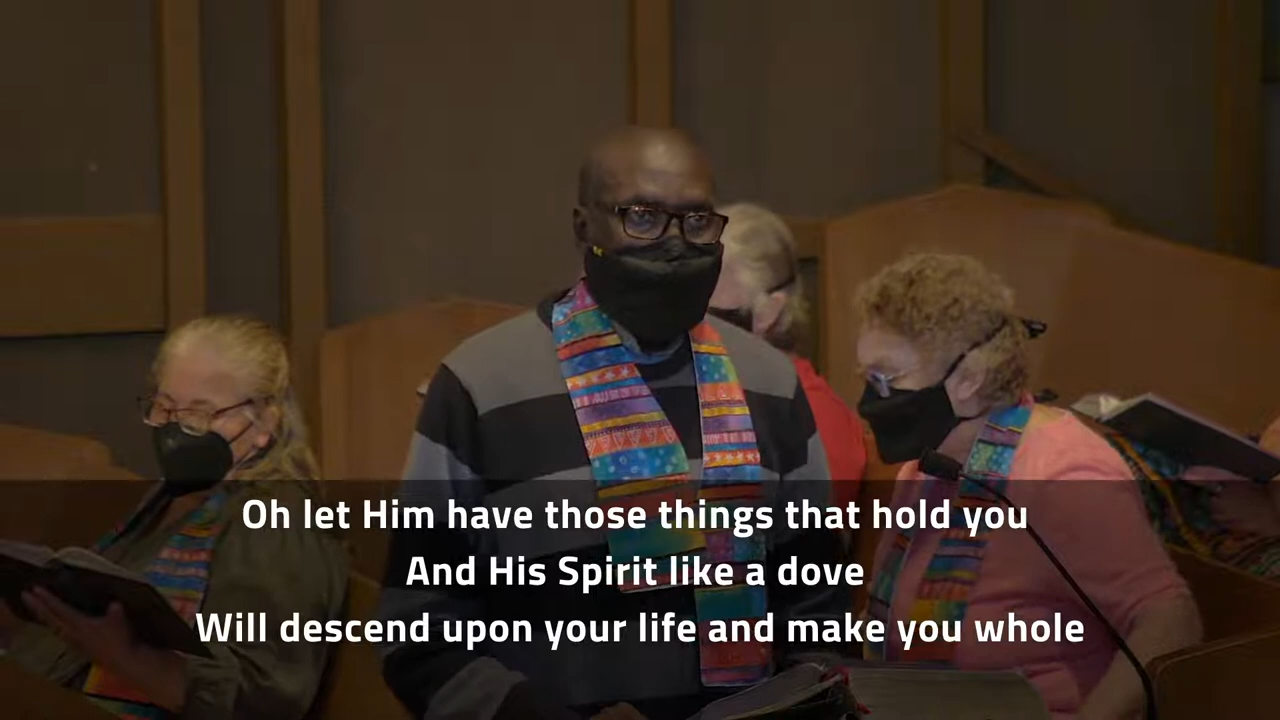 Oh let Him have those things that hold you
And His Spirit like a dove
Will descend upon your life and make you whole